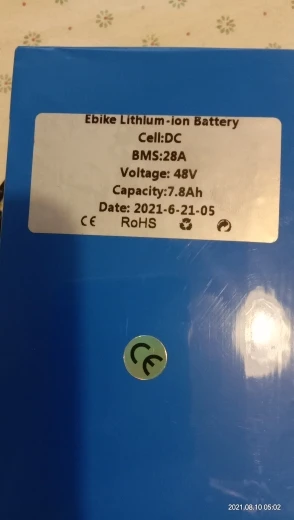 Ebike Lithium-ion Battery
Cell:DC
BMS:28A
Voltage: 48V
Capacity:7.8Ah
Date: 2021-6-21-05
CE RoHS
CE
2021.08.10 05:02